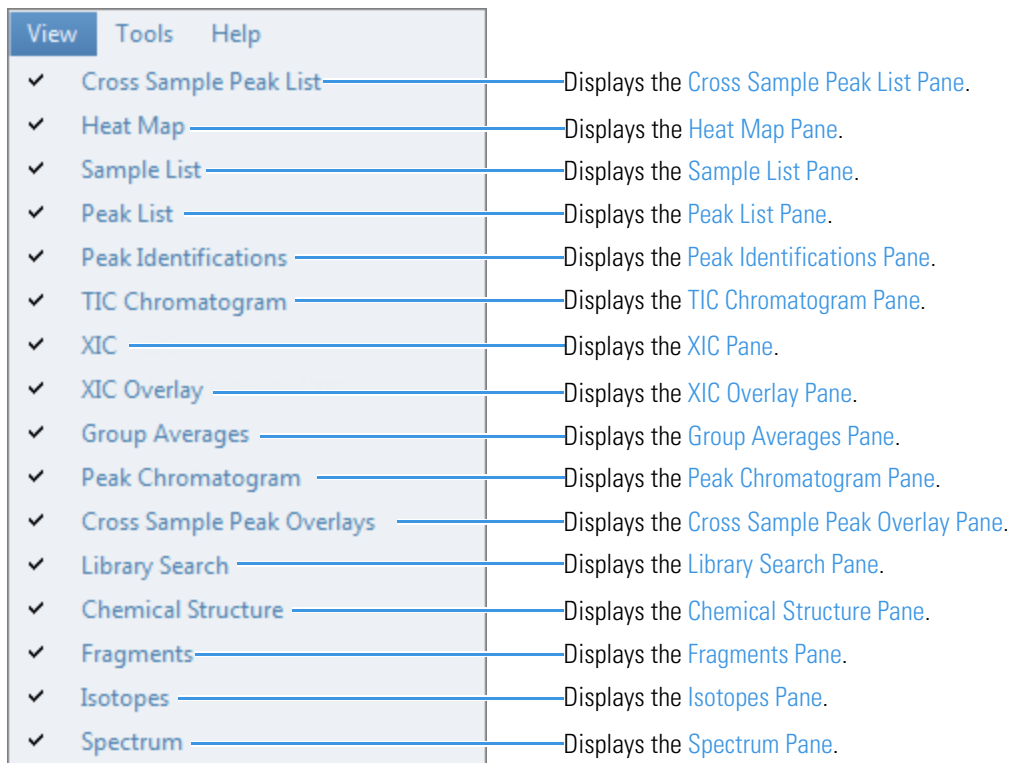 View Tools Help
Cross Sample Peak List Displays the Cross Sample Peak List Pane.
Heat Map Displays the Heat Map Pane.
Sample List Displays the Sample List Pane.
Peak List Displays the Peak List Pane.
Peak Identifications Displays the Peak Identifications Pane.
TIC Chromatogram Displays the TIC Chromatogram Pane.
XIC Displays the XIC Pane.
XIC Overlay Displays the XIC Overlay Pane.
Group Averages Displays the Group Averages Pane.
Peak Chromatogram Displays the Peak Chromatogram Pane.
Cross Sample Peak Overlays Displays the Cross Sample Peak Overlay Pane.
Library Search Displays the Library Search Pane.
Chemical Structure Displays the Chemical Structure Pane.
Fragments Displays the Fragments Pane.
Isotopes Displays the Isotopes Pane.
Spectrum Displays the Spectrum Pane.